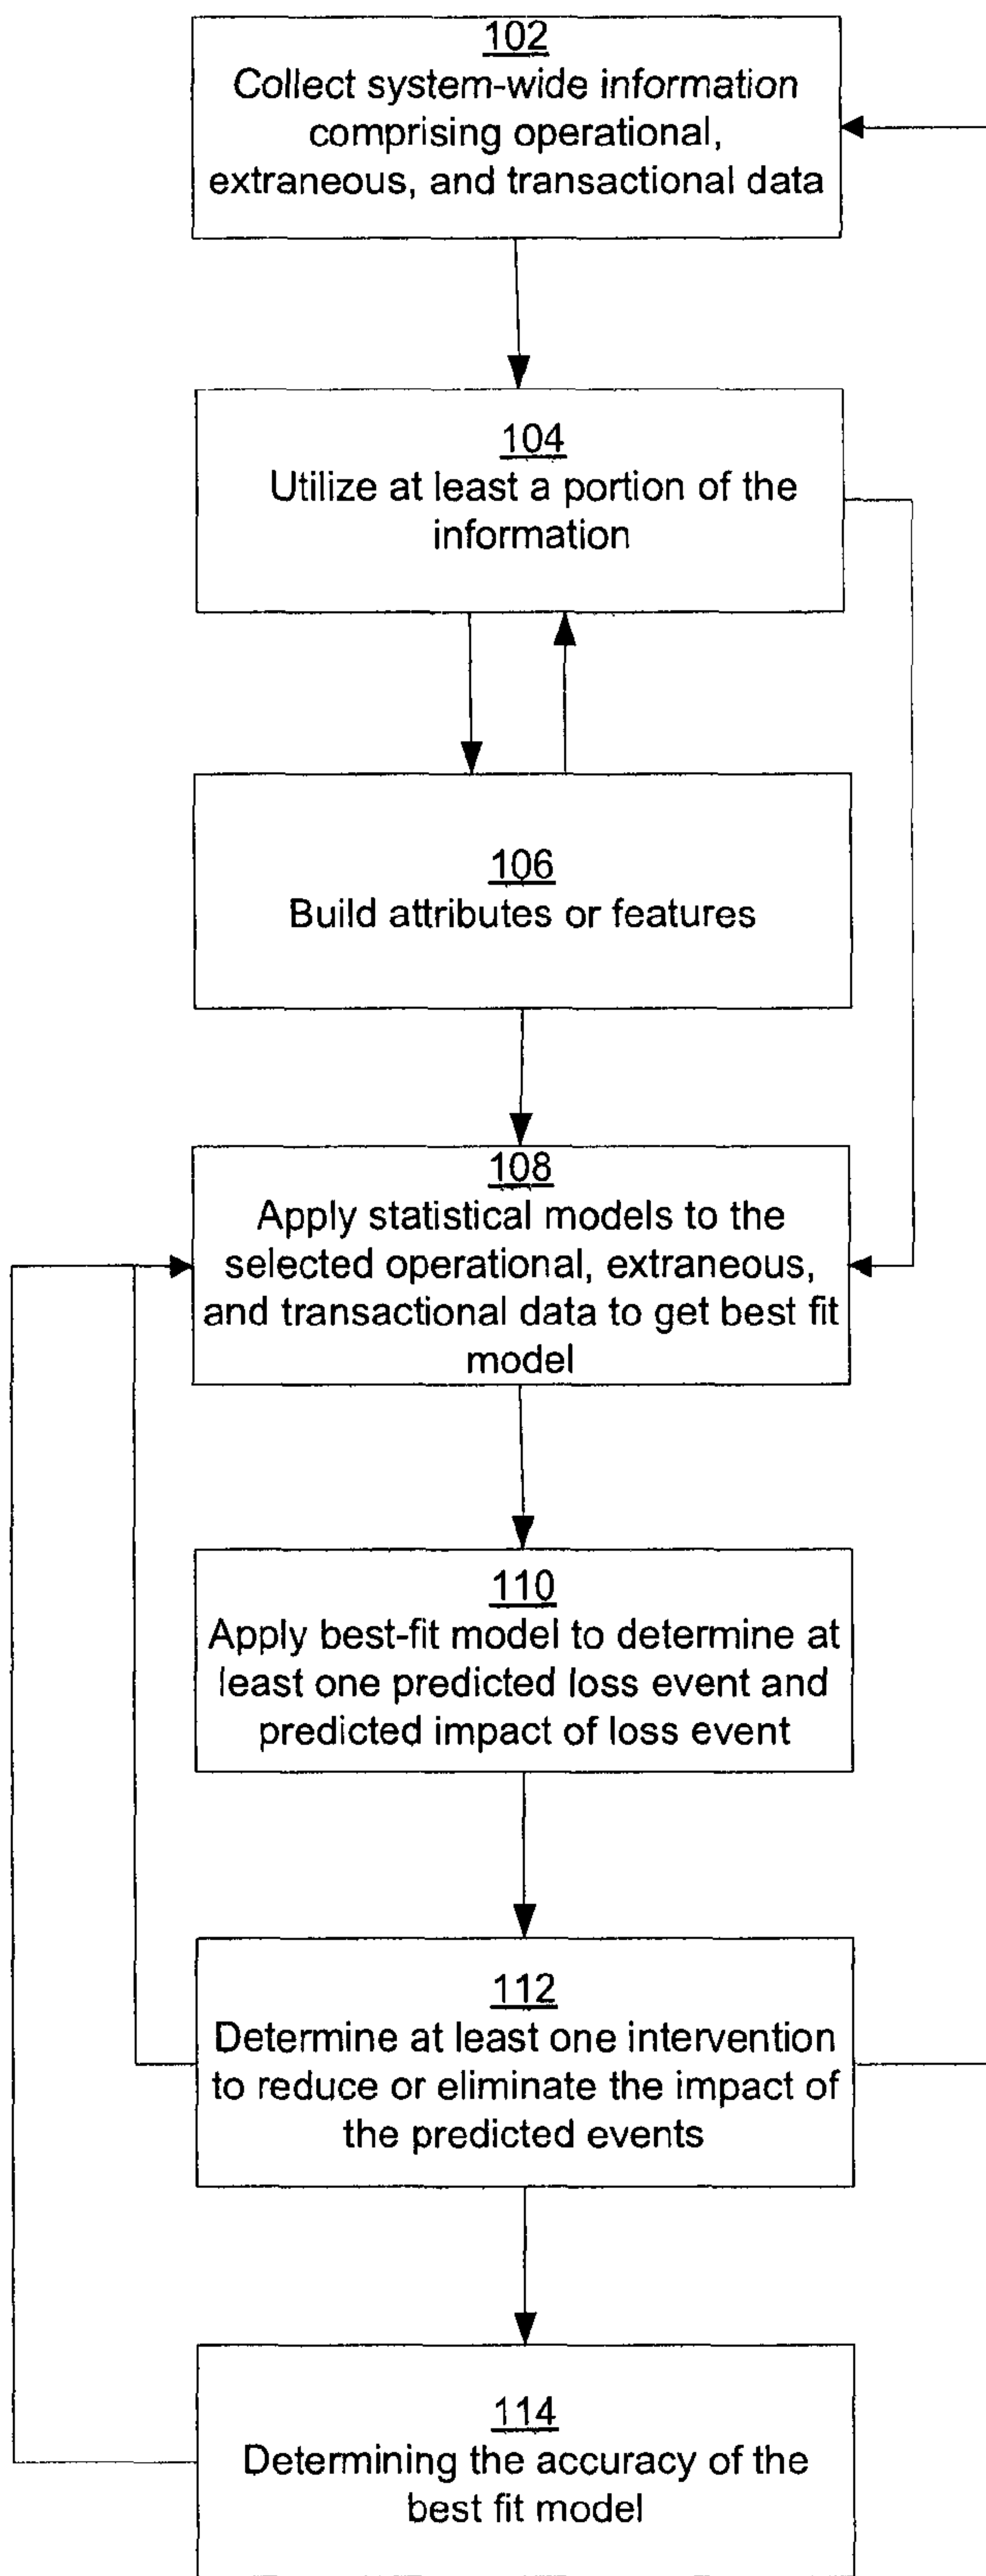 102
Collect system-wide information
comprising operational,
extraneous, and transactional data
104
Utilize at least a portion of the
information
106
Build attributes or features
108
Apply statistical models to the
selected operational, extraneous,
and transactional data to get best fit
model
110
Apply best-fit model to determine at
least one predicted loss event and
predicted impact of loss event
112
Determine at least one intervention
to reduce or eliminate the impact of
the predicted events
114
Determining the accuracy of the
best fit model